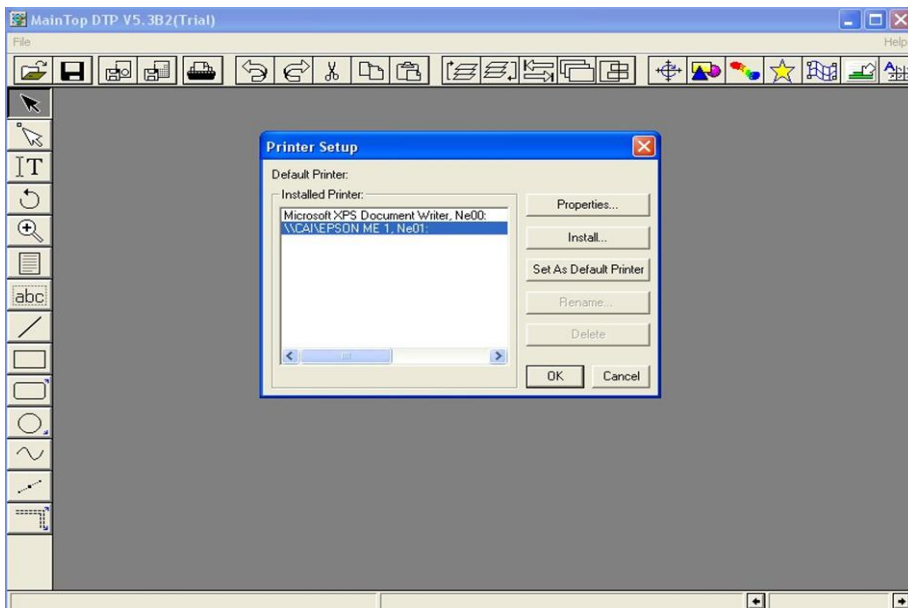 MainTop DTP V5.3B2(Trial)
File
Help
Printer Setup
Default Printer:
Installed Printer:
Microsoft XPS Document Writer, Ne00:
\\CAI\EPSON ME 1, Ne01:
Properties...
Install...
Set As Default Printer
Rename...
Delete
OK
Cancel
T
abc
A